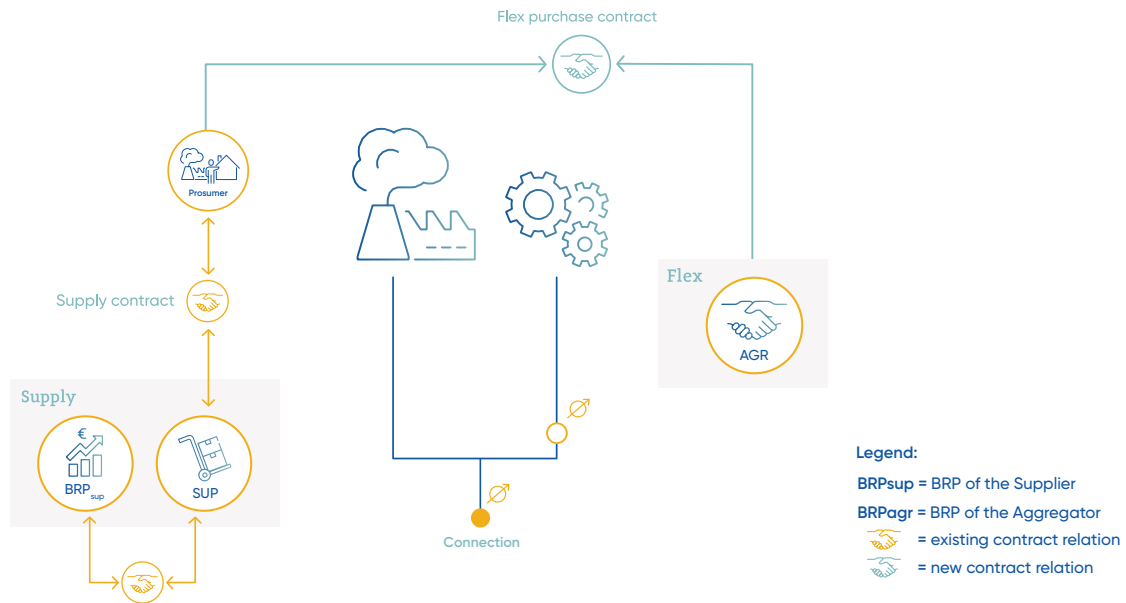 Flex purchase contract
Prosumer
Supply contract
Flex
AGR
Supply
€
BRP sup
SUP
Connection
Legend:
BRPsup = BRP of the Supplier
BRPagr = BRP of the Aggregator
= existing contract relation
= new contract relation